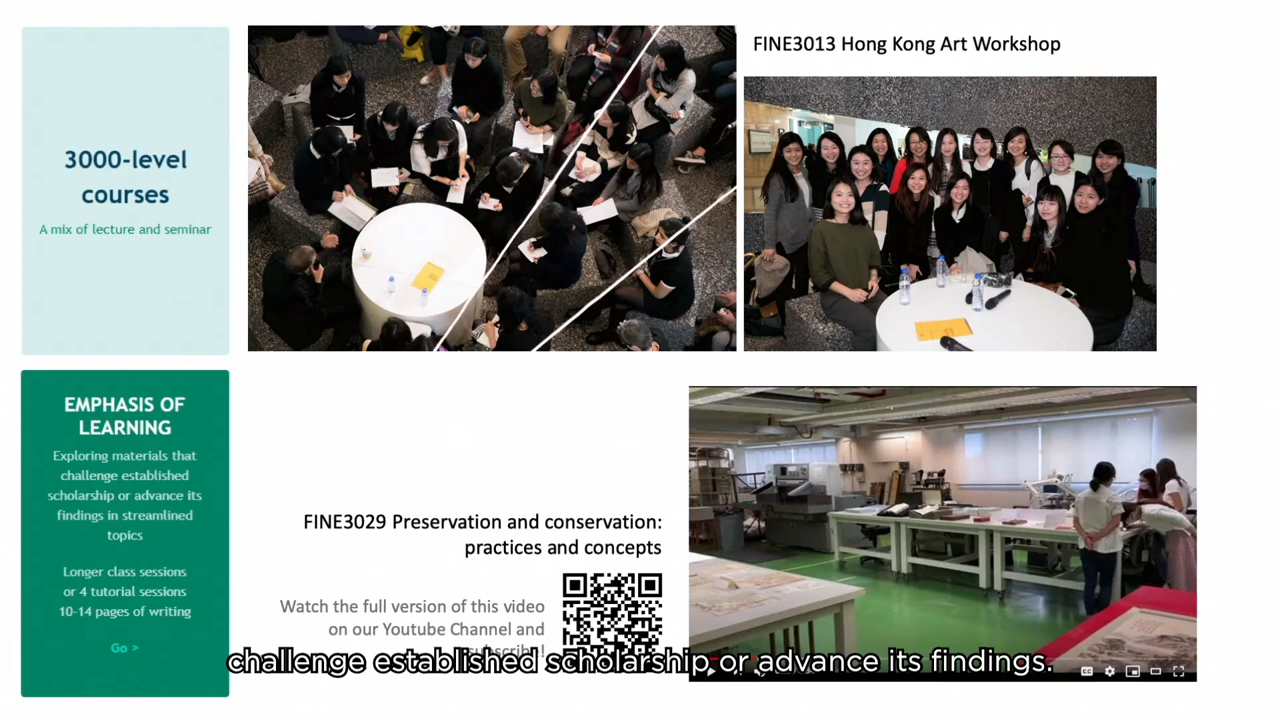 3000-level
courses
A mix of lecture and seminar
FINE3013 Hong Kong Art Workshop
EMPHASIS OF
LEARNING
Exploring materials that
challenge established
scholarship or advance its
findings in streamlined
topics
Longer class sessions
or 4 tutorial sessions
10-14 pages of writing
Go >
FINE3029 Preservation and conservation:
practices and concepts
Watch the full version of this video
on our Youtube Channel and
subscribe!
challenge established scholarship or advance its findings.